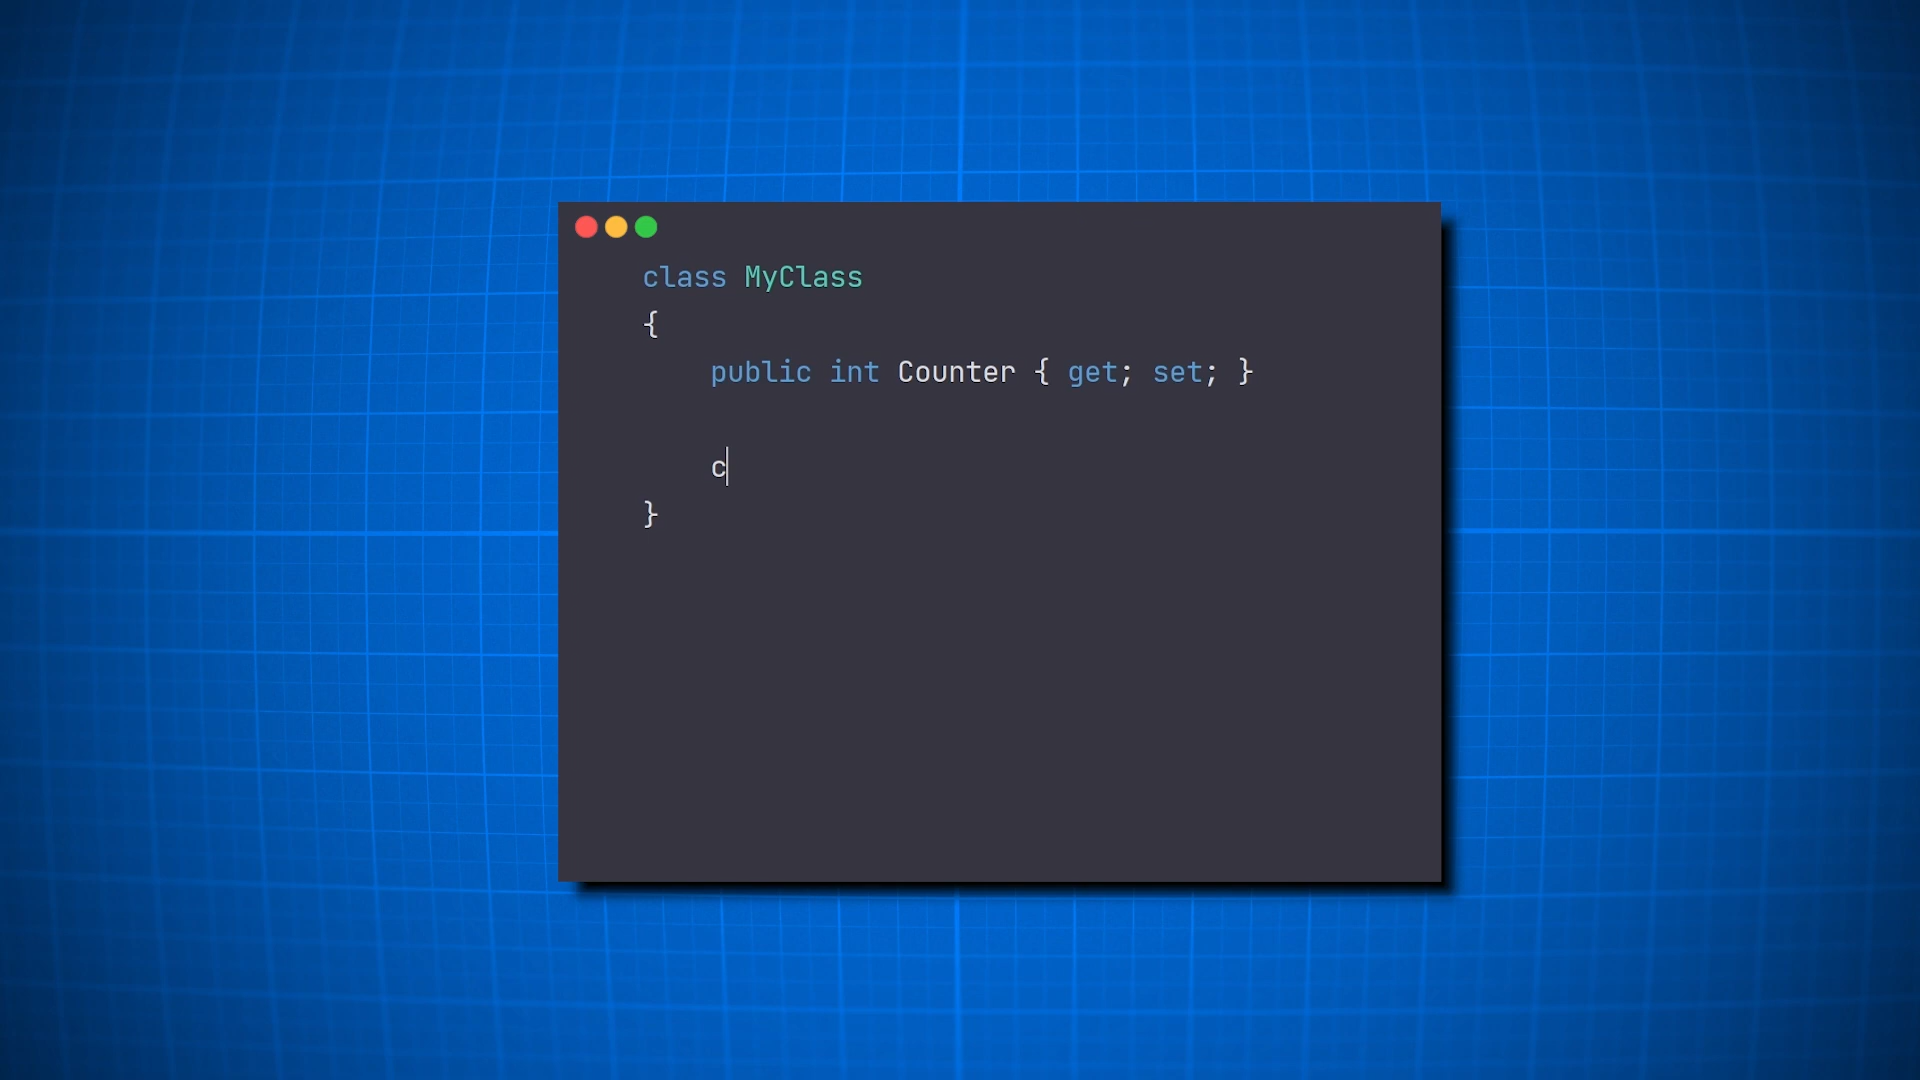 class MyClass
{
    public int Counter { get; set; }
    c
}